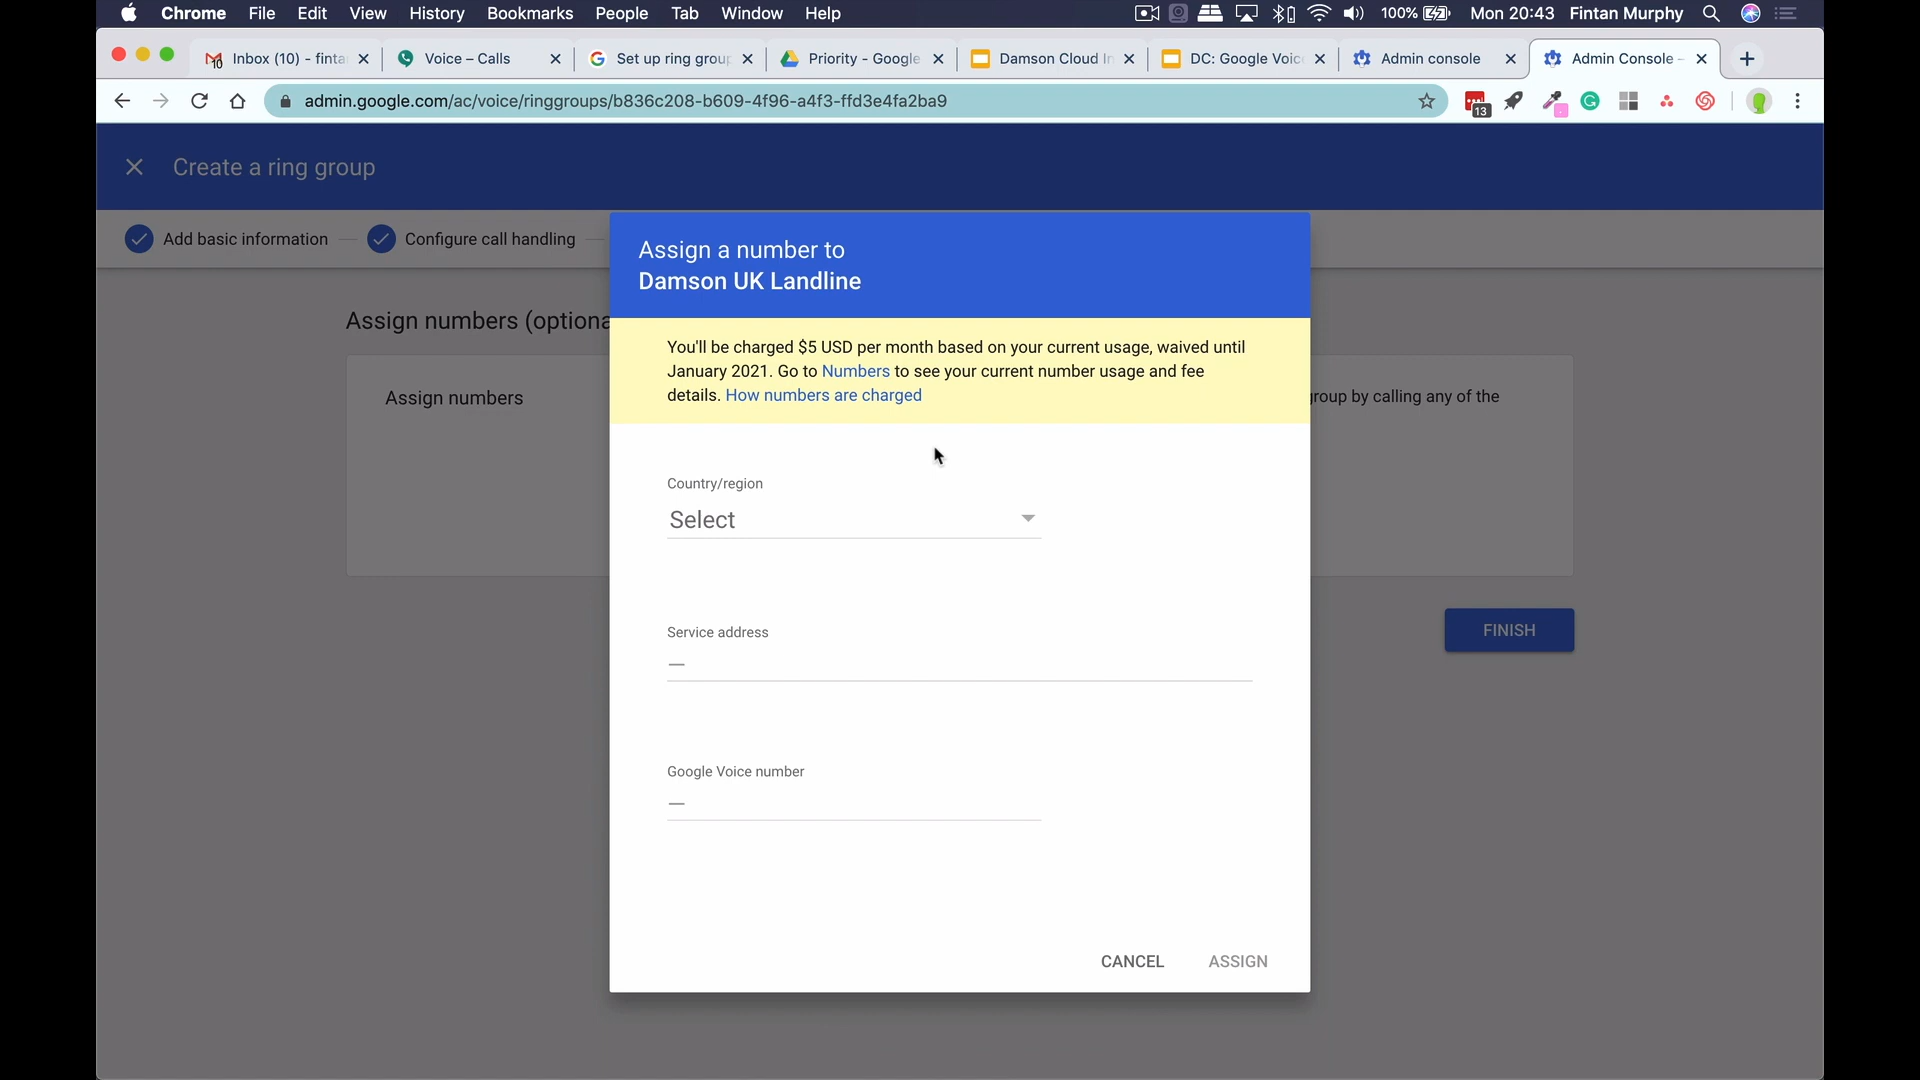 Chrome File Edit View History Bookmarks People Tab Window Help 100% Mon 20:43 Fintan Murphy
Inbox (10) - finta Voice – Calls Set up ring group Priority - Google Damson Cloud In DC: Google Voic Admin console Admin Console -
admin.google.com/ac/voice/ringgroups/b836c208-b609-4f96-a4f3-ffd3e4fa2ba9 13
Create a ring group
Add basic information Configure call handling
Assign a number to
Damson UK Landline
Assign numbers (optiona
You'll be charged $5 USD per month based on your current usage, waived until
January 2021. Go to Numbers to see your current number usage and fee
details. How numbers are charged
Assign numbers
group by calling any of the
Country/region
Select
Service address
—
FINISH
Google Voice number
—
CANCEL ASSIGN